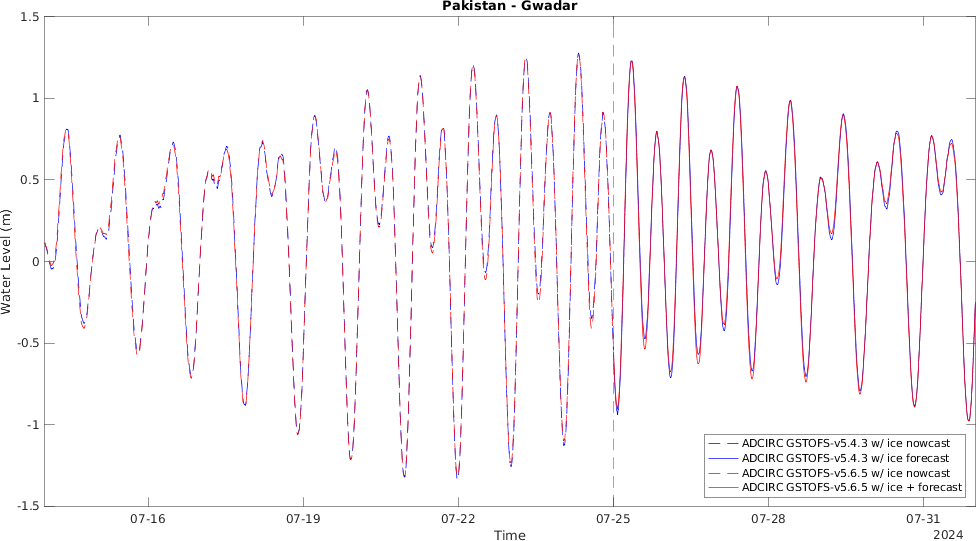 Pakistan - Gwadar
1.5
1
0.5
0
-0.5
-1
-1.5
Water Level (m)
07-16
07-19
07-22
07-25
07-28
07-31
Time
2024
ADCIRC GSTOFS-v5.4.3 w/ ice nowcast
ADCIRC GSTOFS-v5.4.3 w/ ice forecast
ADCIRC GSTOFS-v5.6.5 w/ ice nowcast
ADCIRC GSTOFS-v5.6.5 w/ ice + forecast